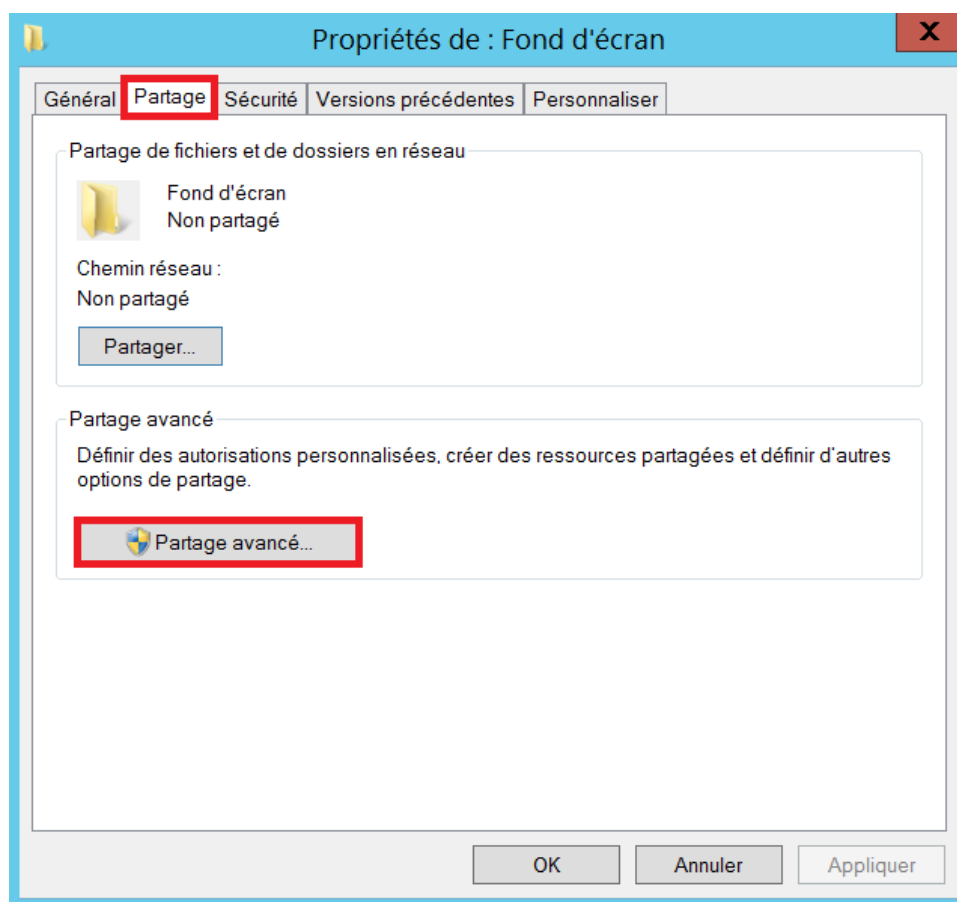 Propriétés de : Fond d'écran
X
Général Partage Sécurité Versions précédentes Personnaliser
Partage de fichiers et de dossiers en réseau
Fond d'écran
Non partagé
Chemin réseau :
Non partagé
Partager...
Partage avancé
Définir des autorisations personnalisées, créer des ressources partagées et définir d'autres
options de partage.
Partage avancé...
OK Annuler Appliquer